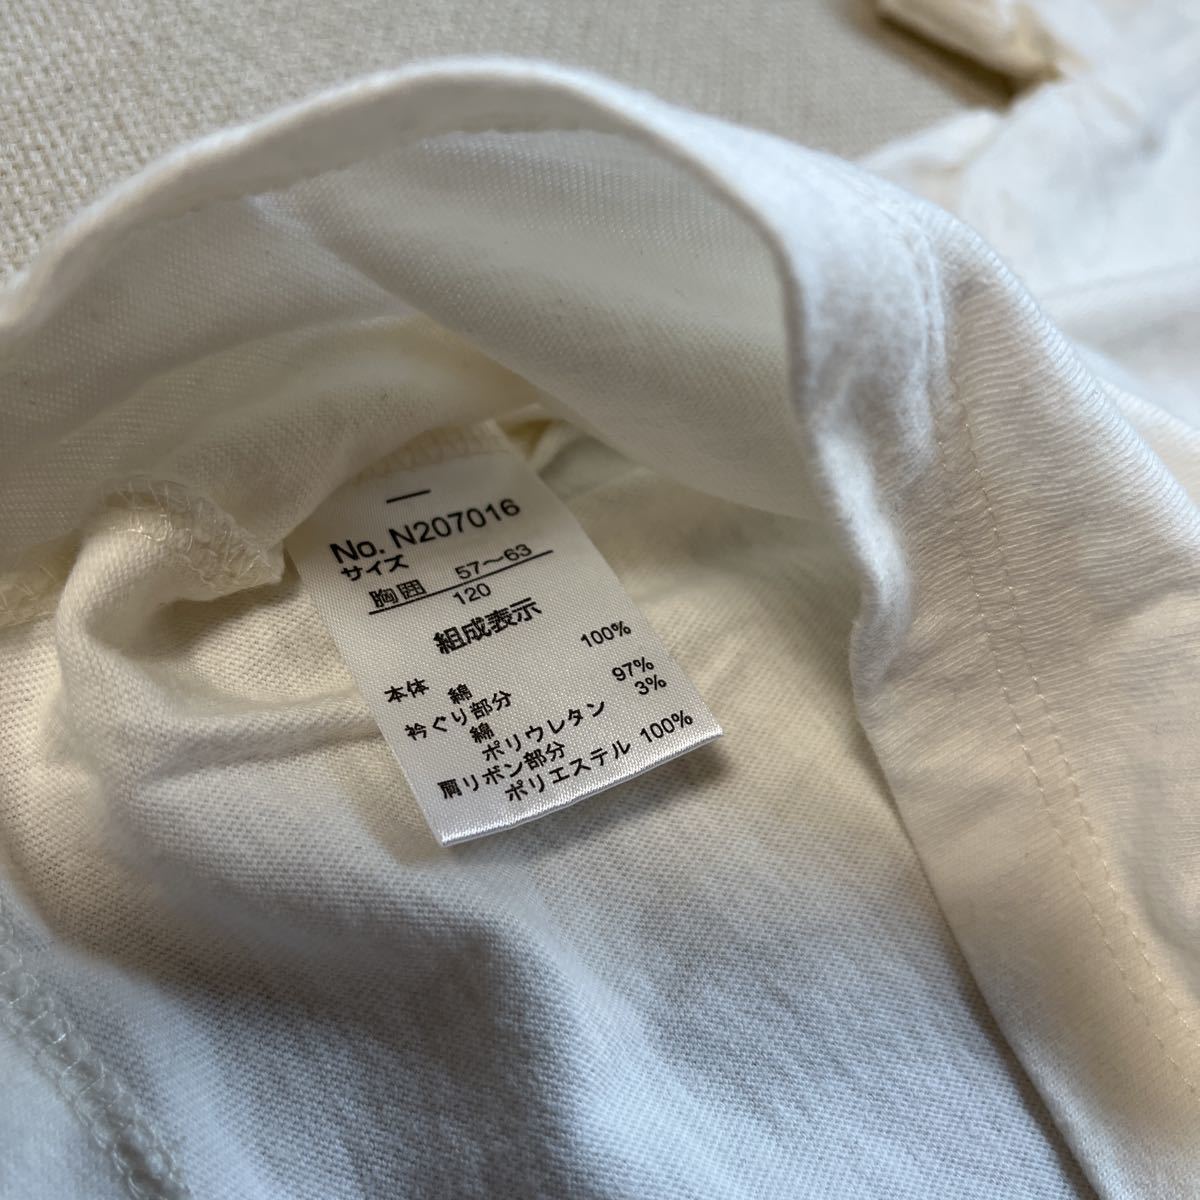 No. N207016
サイズ
胸囲 57～63
120
組成表示
本体 綿 100%
衿ぐり部分
綿 97%
ポリウレタン 3%
肩リボン部分
ポリエステル 100%